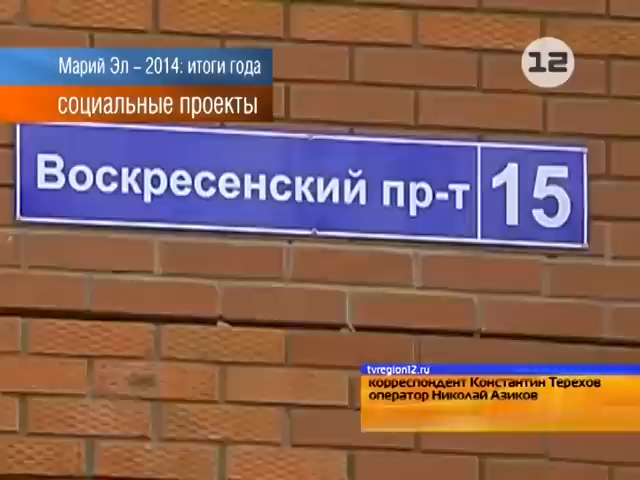 Марий Эл – 2014: итоги года
12
социальные проекты
Воскресенский пр-т 15
tvregion12.ru
корреспондент Константин Терехов
оператор Николай Азиков